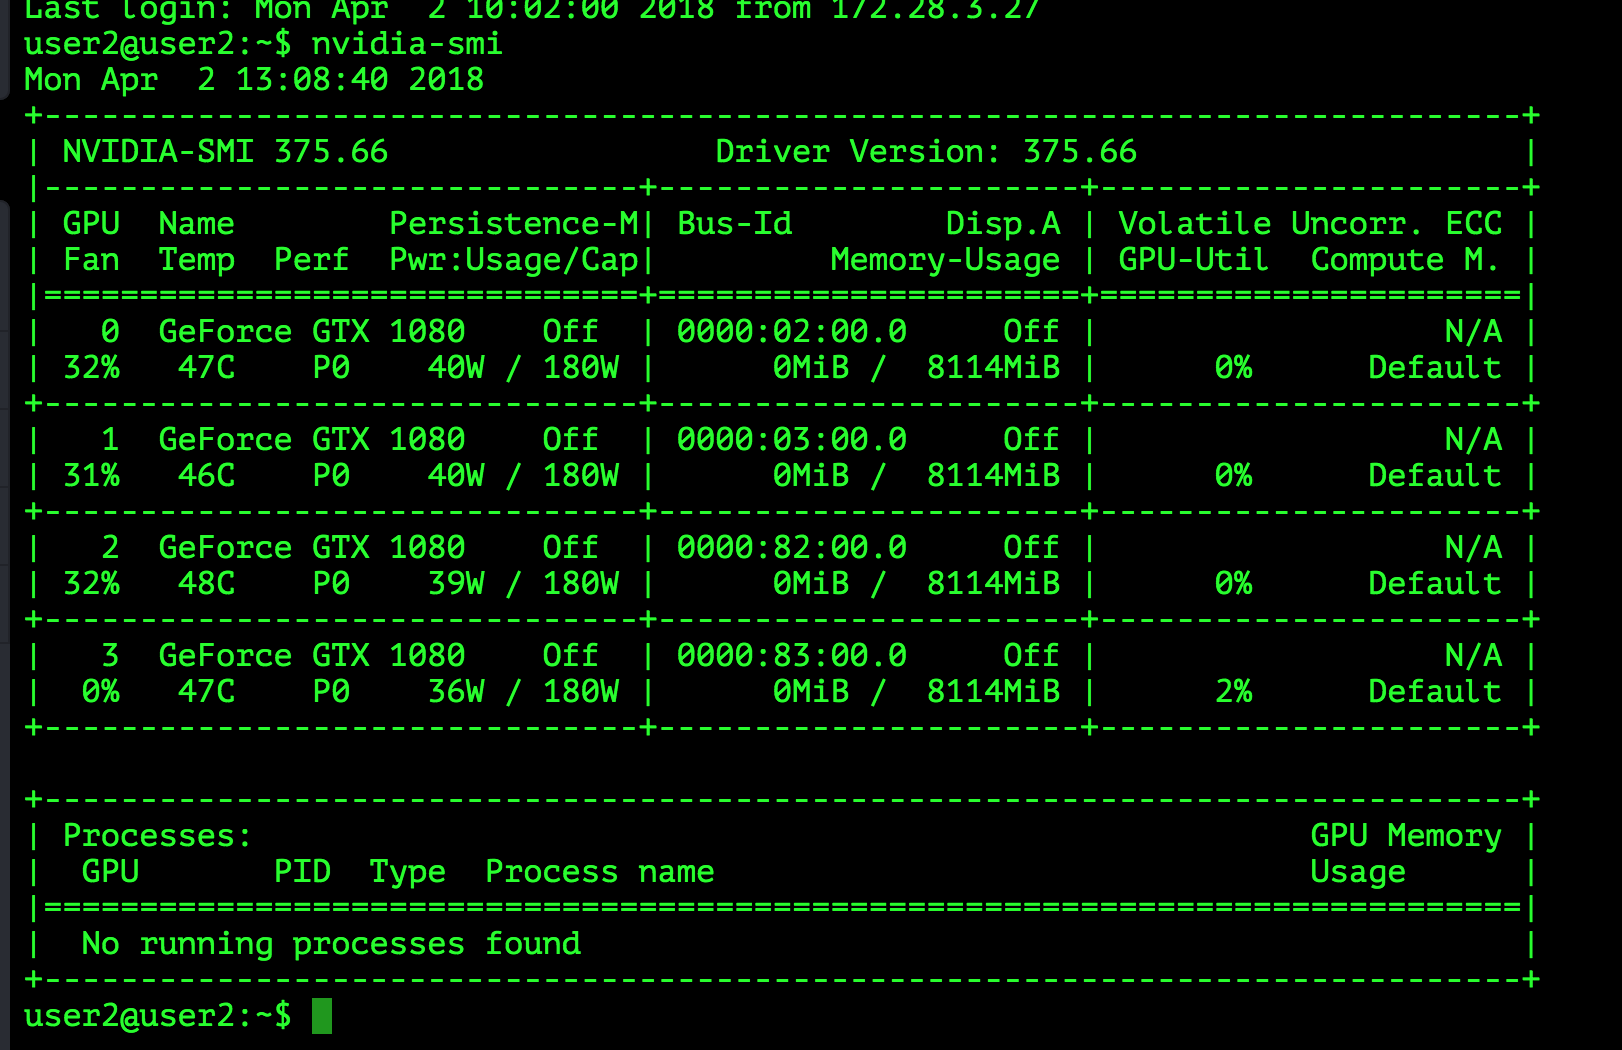 Last login: Mon Apr  2 10:02:00 2018 from 172.28.3.27
user2@user2:~$ nvidia-smi
Mon Apr  2 13:08:40 2018
+-----------------------------------------------------------------------------+
| NVIDIA-SMI 375.66                 Driver Version: 375.66                    |
|-------------------------------+----------------------+----------------------+
| GPU  Name        Persistence-M| Bus-Id        Disp.A | Volatile Uncorr. ECC |
| Fan  Temp  Perf  Pwr:Usage/Cap|         Memory-Usage | GPU-Util  Compute M. |
|===============================+======================+======================|
|   0  GeForce GTX 1080    Off  | 0000:02:00.0     Off |                  N/A |
| 32%   47C    P0    40W / 180W |      0MiB /  8114MiB |      0%      Default |
+-------------------------------+----------------------+----------------------+
|   1  GeForce GTX 1080    Off  | 0000:03:00.0     Off |                  N/A |
| 31%   46C    P0    40W / 180W |      0MiB /  8114MiB |      0%      Default |
+-------------------------------+----------------------+----------------------+
|   2  GeForce GTX 1080    Off  | 0000:82:00.0     Off |                  N/A |
| 32%   48C    P0    39W / 180W |      0MiB /  8114MiB |      0%      Default |
+-------------------------------+----------------------+----------------------+
|   3  GeForce GTX 1080    Off  | 0000:83:00.0     Off |                  N/A |
|  0%   47C    P0    36W / 180W |      0MiB /  8114MiB |      2%      Default |
+-------------------------------+----------------------+----------------------+
+-----------------------------------------------------------------------------+
| Processes:                                                       GPU Memory |
|  GPU       PID  Type  Process name                               Usage      |
|=============================================================================|
|  No running processes found                                                 |
+-----------------------------------------------------------------------------+
user2@user2:~$